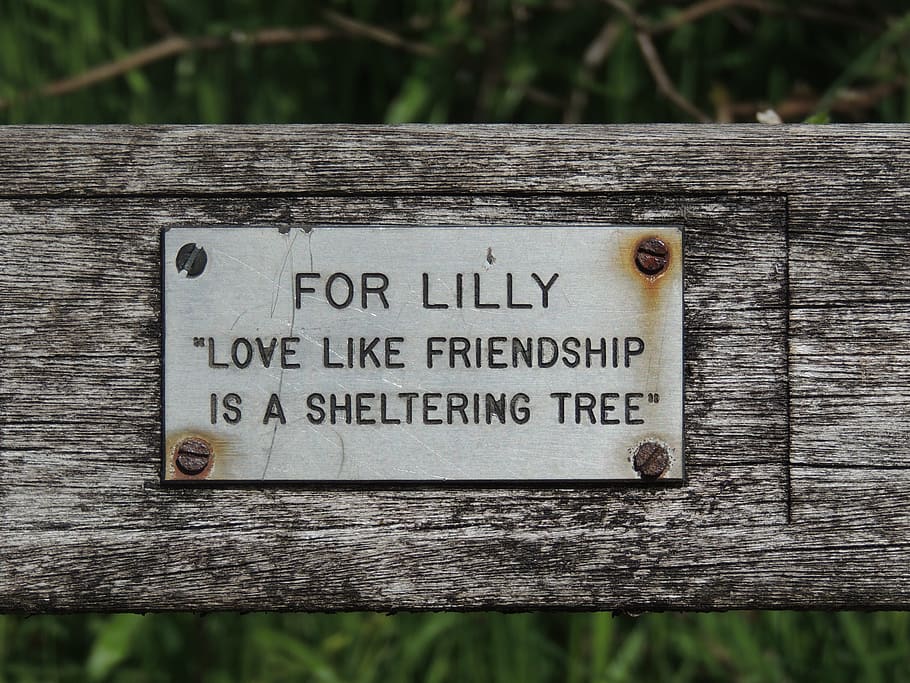 FOR LILLY
"LOVE LIKE FRIENDSHIP
IS A SHELTERING TREE"